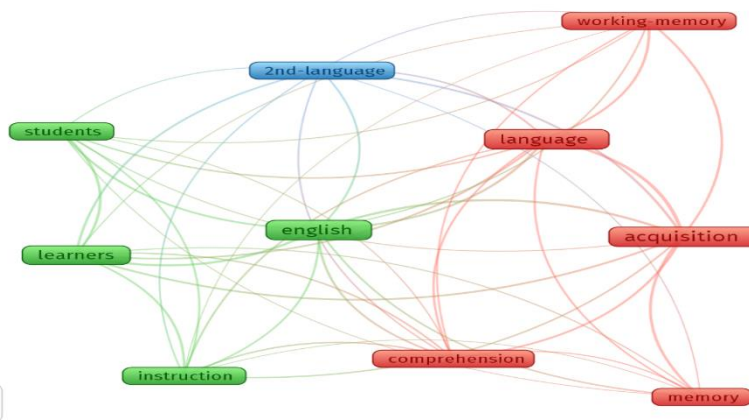 working-memory
2nd-language
students
language
english
acquisition
learners
comprehension
instruction
memory